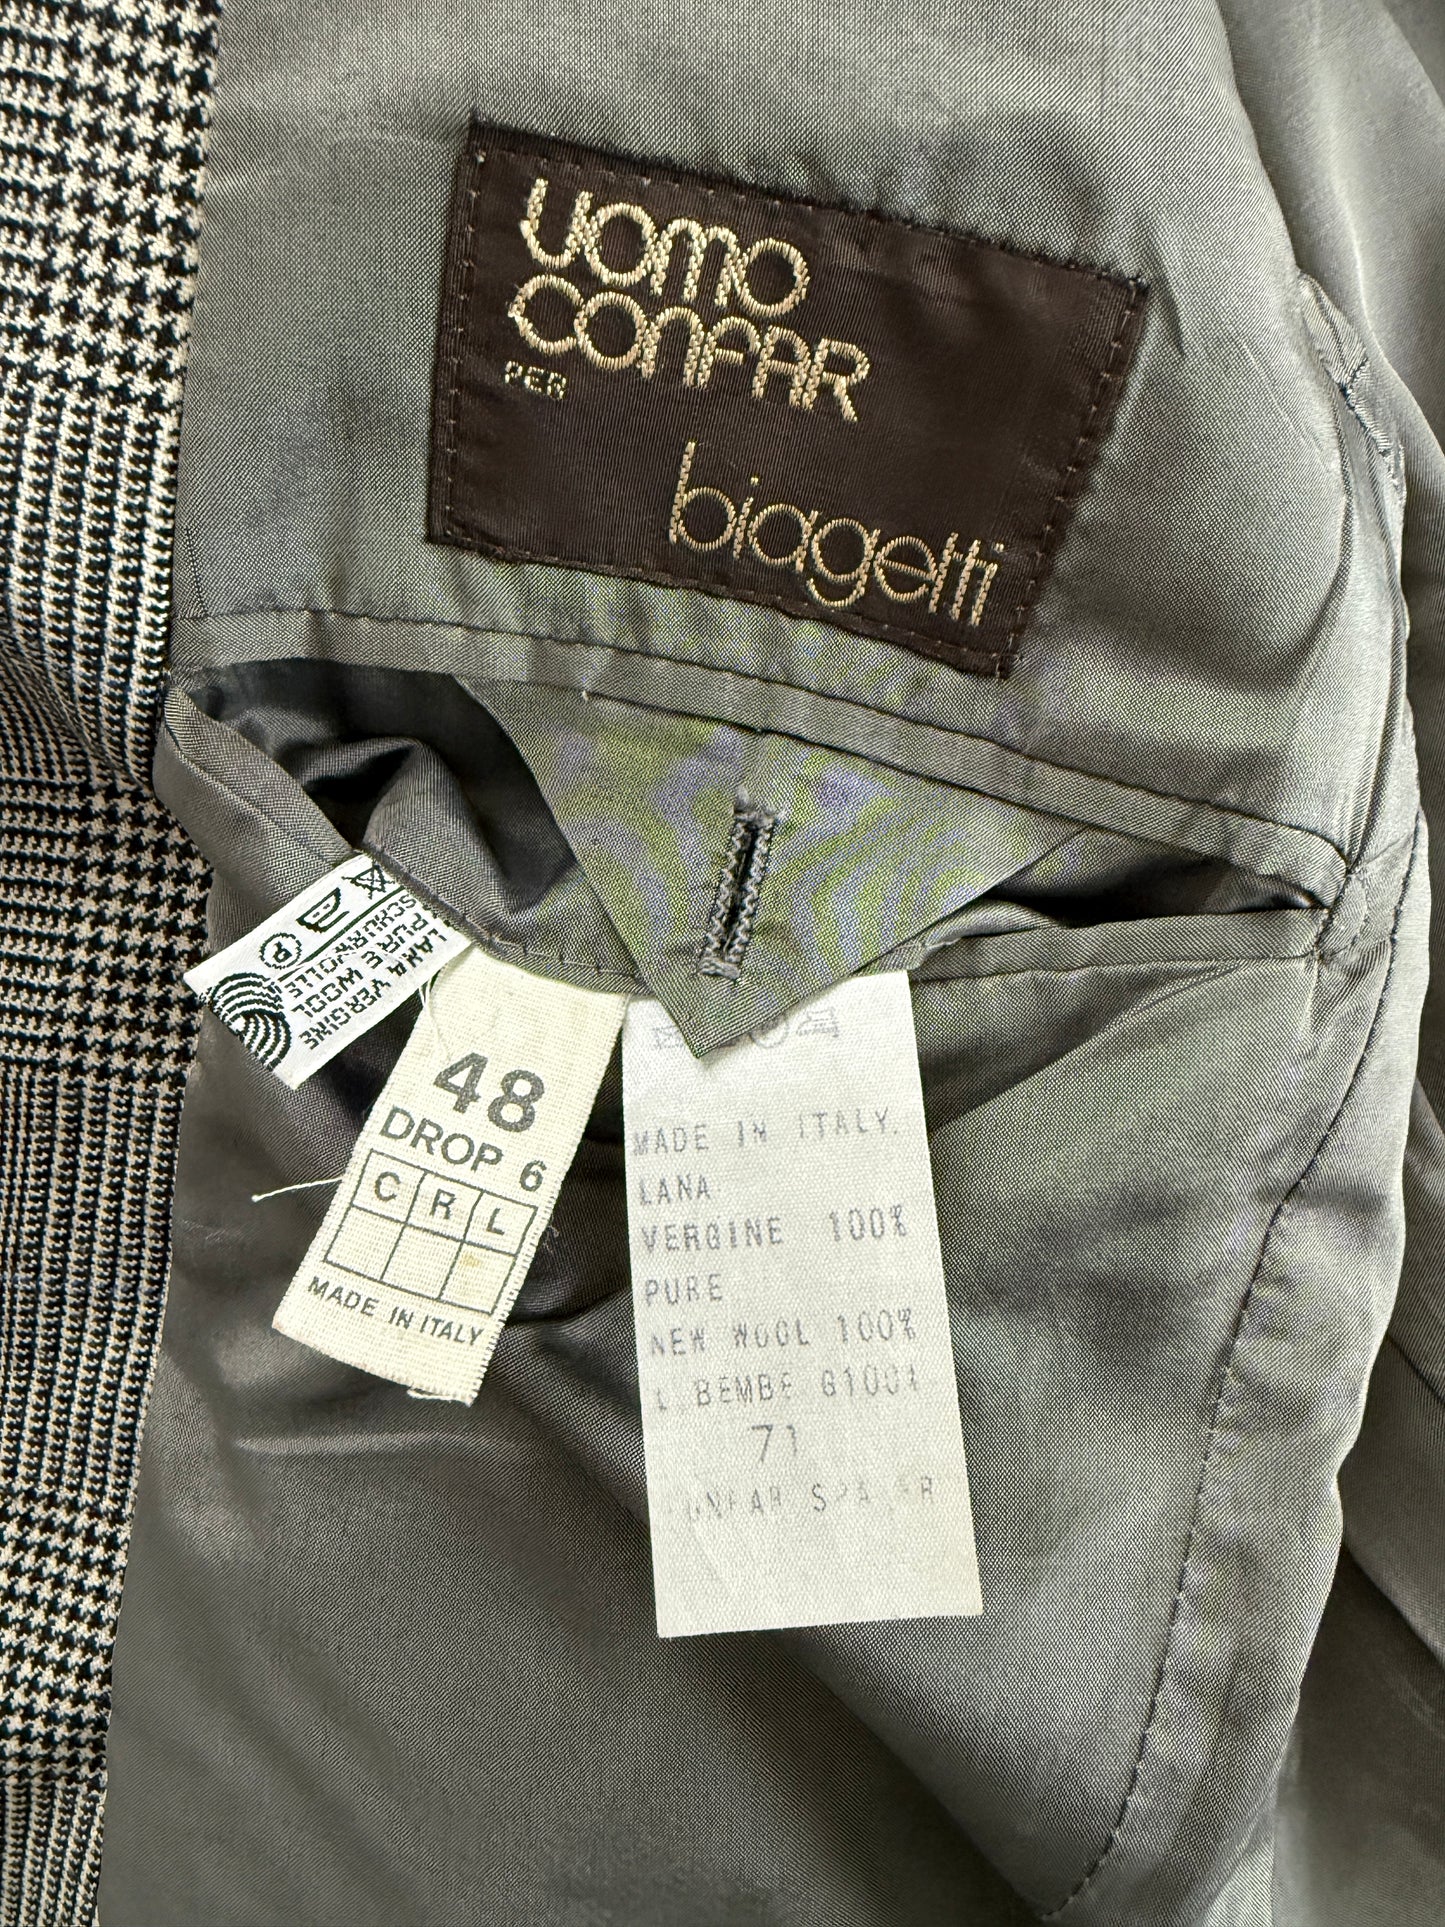 UOMO
CONFAR
PER
biagetti
LANA VERGINE
PURE WOOL
48
DROP 6
C R L
MADE IN ITALY
MADE IN ITALY.
LANA
VERGINE 100%
PURE
NEW WOOL 100%
BEMBE
71